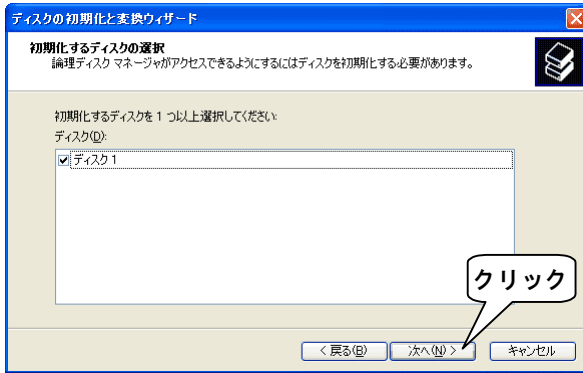 ディスクの初期化と変換ウィザード
初期化するディスクの選択
論理ディスク マネージャがアクセスできるようにするにはディスクを初期化する必要があります。
初期化するディスクを 1 つ以上選択してください:
ディスク(D):
ディスク 1
クリック
< 戻る(B)
次へ(N) >
キャンセル